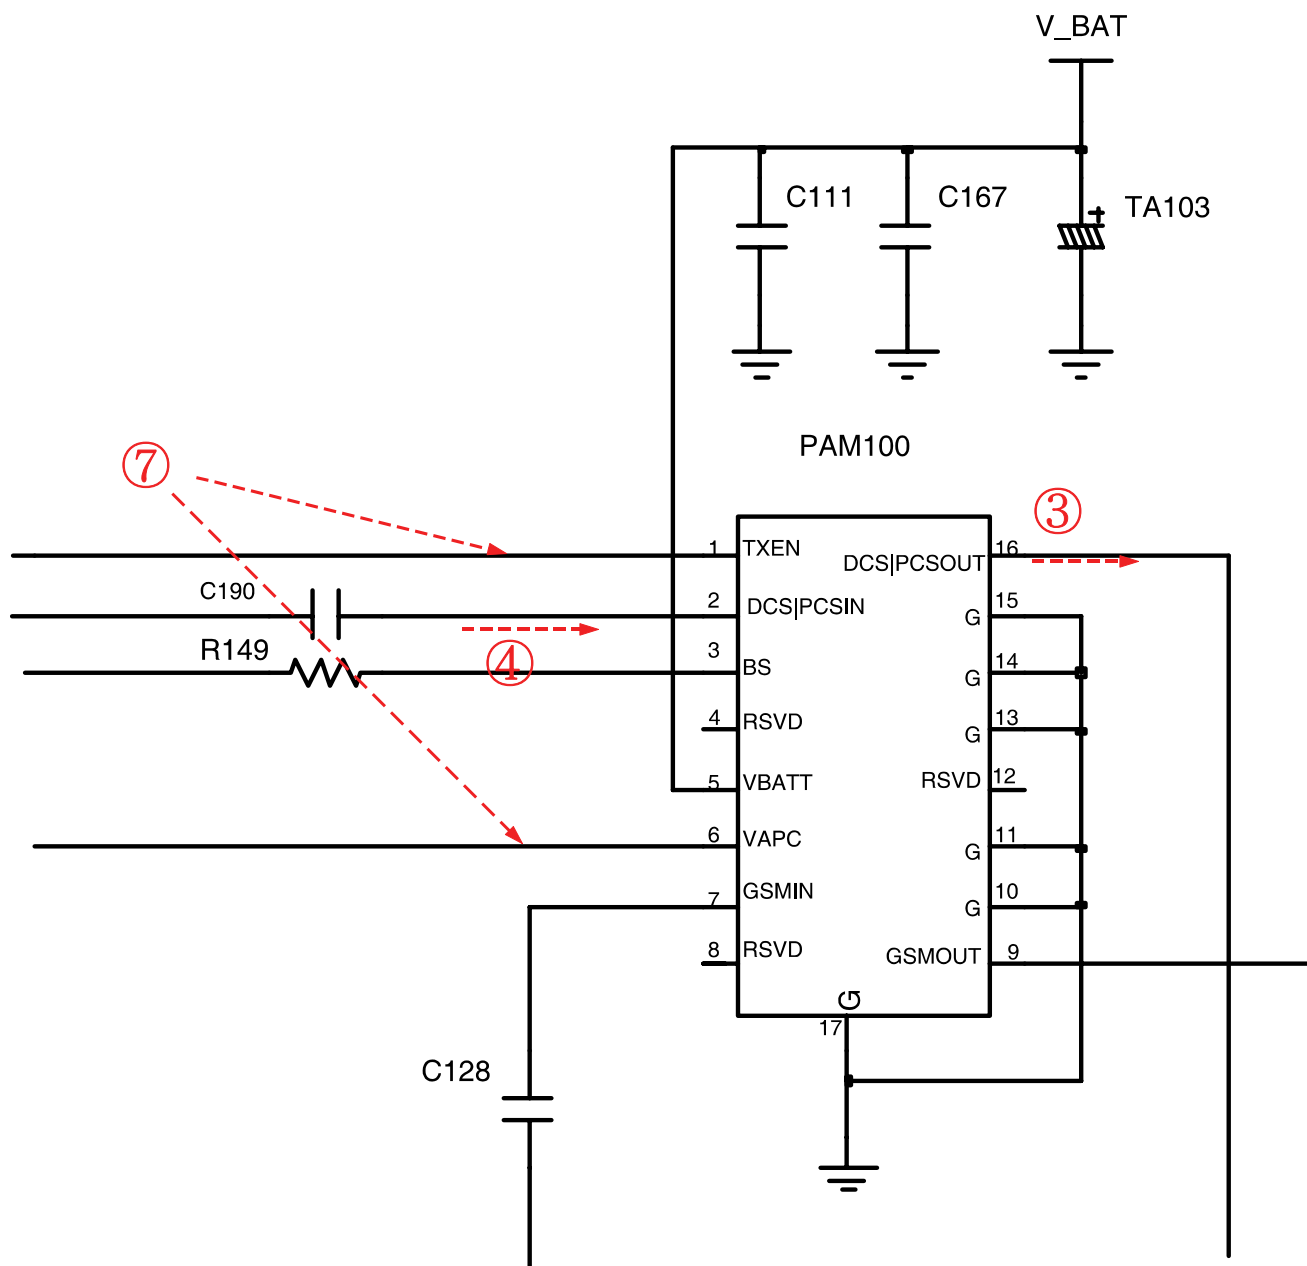 V_BAT
C111
C167
+
TA103
PAM100
⑦
③
1
TXEN
DCS|PCSOUT
16
C190
2
DCS|PCSIN
15
G
R149
④
3
BS
14
G
4
RSVD
13
G
5
VBATT
RSVD
12
6
VAPC
11
G
7
GSMIN
10
G
8
RSVD
GSMOUT
9
G
17
C128